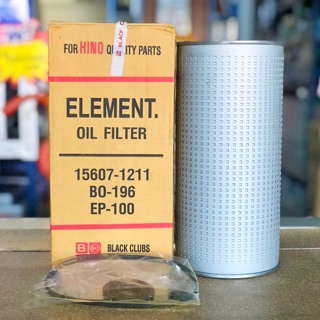 FOR HINO QUALITY PARTS
ELEMENT.
OIL FILTER
15607-1211
BO-196
EP-100
B BLACK CLUBS